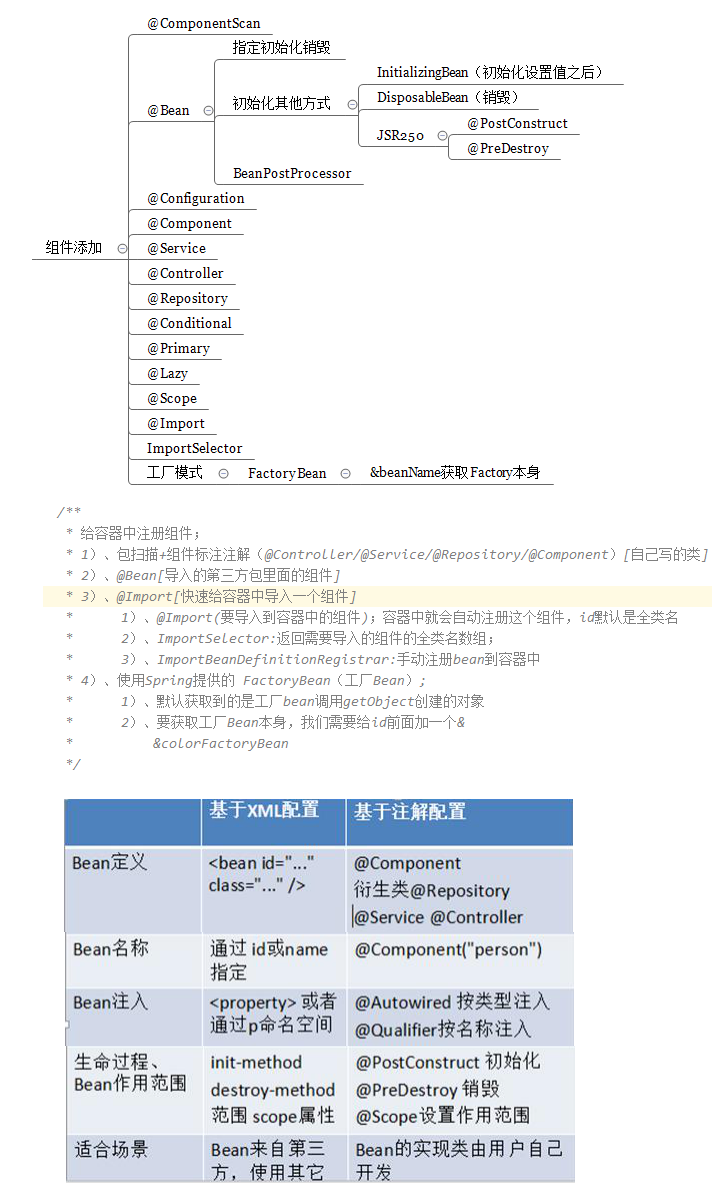 @ComponentScan
指定初始化销毁
@Bean
初始化其他方式
InitializingBean（初始化设置值之后）
DisposableBean（销毁）
JSR250
@PostConstruct
@PreDestroy
BeanPostProcessor
@Configuration
@Component
组件添加
@Service
@Controller
@Repository
@Conditional
@Primary
@Lazy
@Scope
@Import
ImportSelector
工厂模式
FactoryBean
&beanName获取Factory本身
/**
* 给容器中注册组件；
* 1）、包扫描+组件标注注解（@Controller/@Service/@Repository/@Component）[自己写的类]
* 2）、@Bean[导入的第三方包里面的组件]
* 3）、@Import[快速给容器中导入一个组件]
* 1）、@Import(要导入到容器中的组件)；容器中就会自动注册这个组件，id默认是全类名
* 2）、ImportSelector:返回需要导入的组件的全类名数组；
* 3）、ImportBeanDefinitionRegistrar:手动注册bean到容器中
* 4）、使用Spring提供的 FactoryBean（工厂Bean）;
* 1）、默认获取到的是工厂bean调用getObject创建的对象
* 2）、要获取工厂Bean本身，我们需要给id前面加一个&
* &colorFactoryBean
*/
基于XML配置
基于注解配置
Bean定义
<bean id="..."
class="..." />
@Component
衍生类@Repository
@Service @Controller
Bean名称
通过 id或name
指定
@Component("person")
Bean注入
<property> 或者
通过p命名空间
@Autowired 按类型注入
@Qualifier按名称注入
生命过程、
Bean作用范围
init-method
destroy-method
范围 scope属性
@PostConstruct 初始化
@PreDestroy 销毁
@Scope设置作用范围
适合场景
Bean来自第三
方，使用其它
Bean的实现类由用户自己
开发